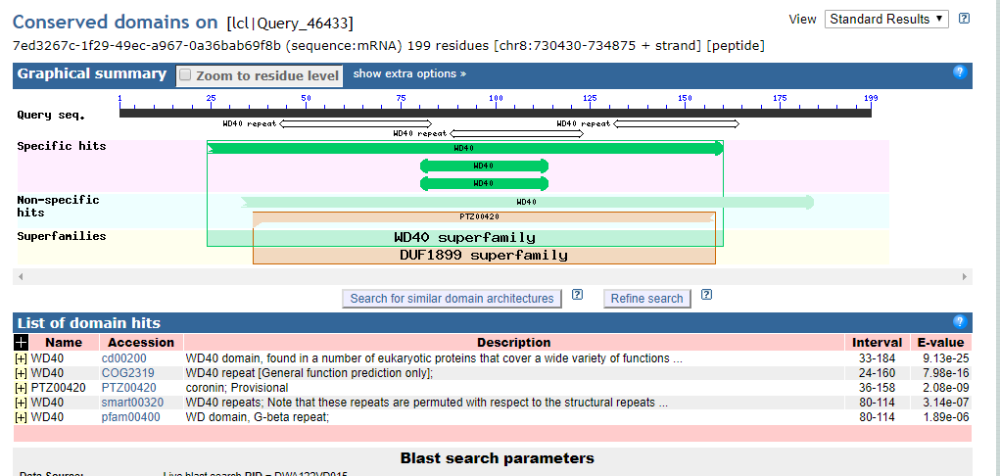 Conserved domains on [lcl|Query_46433]
View Standard Results ▼ ?
7ed3267c-1f29-49ec-a967-0a36bab69f8b (sequence:mRNA) 199 residues [chr8:730430-734875 + strand] [peptide]
Graphical summary Zoom to residue level show extra options » ?
1 25 50 75 100 125 150 175 199
Query seq.
WD40 repeat WD40 repeat
WD40 repeat
Specific hits
WD40
WD40
WD40
Non-specific hits
WD40
PTZ00420
Superfamilies
WD40 superfamily
DUF1899 superfamily
Search for similar domain architectures ? Refine search ?
List of domain hits ?
+ Name Accession Description Interval E-value
[+] WD40 cd00200 WD40 domain, found in a number of eukaryotic proteins that cover a wide variety of functions ... 33-184 9.13e-25
[+] WD40 COG2319 WD40 repeat [General function prediction only]; 24-160 7.98e-16
[+] PTZ00420 PTZ00420 coronin; Provisional 36-158 2.08e-09
[+] WD40 smart00320 WD40 repeats; Note that these repeats are permuted with respect to the structural repeats ... 80-114 3.14e-07
[+] WD40 pfam00400 WD domain, G-beta repeat; 80-114 1.89e-06
Blast search parameters
Data Source: Live blast search RID =